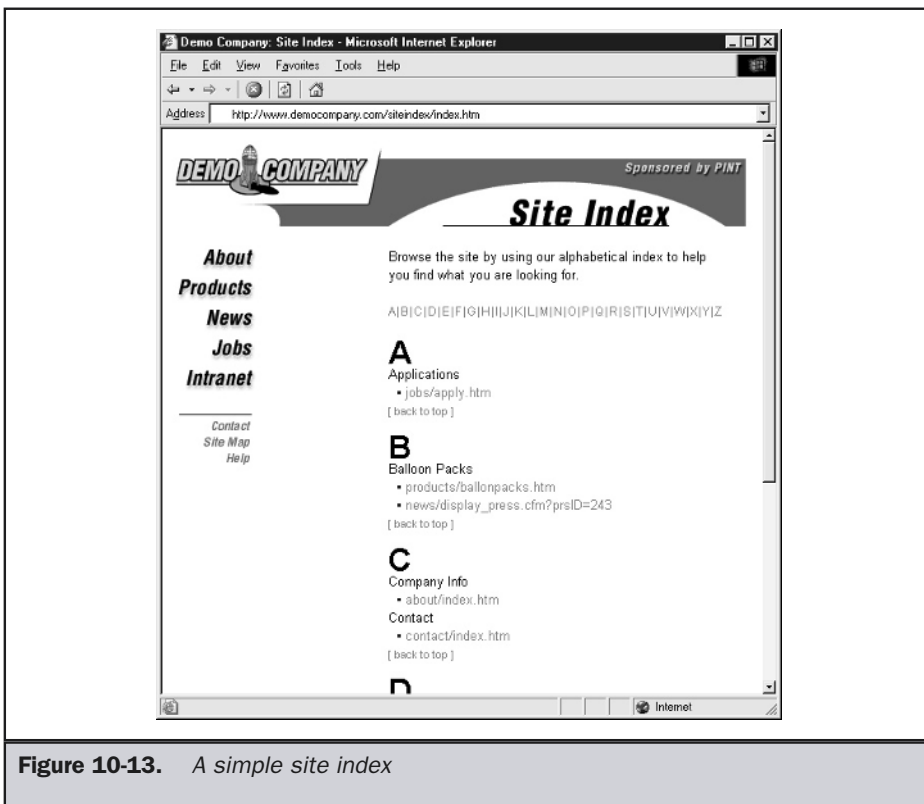 Demo Company: Site Index - Microsoft Internet Explorer
File Edit View Favorites Tools Help
Address http://www.democompany.com/siteindex/index.htm
DEMO COMPANY
Sponsored by PINT
Site Index
About
Products
News
Jobs
Intranet
Contact
Site Map
Help
Browse the site by using our alphabetical index to help
you find what you are looking for.
A|B|C|D|E|F|G|H|I|J|K|L|M|N|O|P|Q|R|S|T|U|V|W|X|Y|Z
A
Applications
▪ jobs/apply.htm
[ back to top ]
B
Balloon Packs
▪ products/ballonpacks.htm
▪ news/display_press.cfm?prsID=243
[ back to top ]
C
Company Info
▪ about/index.htm
Contact
▪ contact/index.htm
[ back to top ]
D
Internet
Figure 10-13. A simple site index